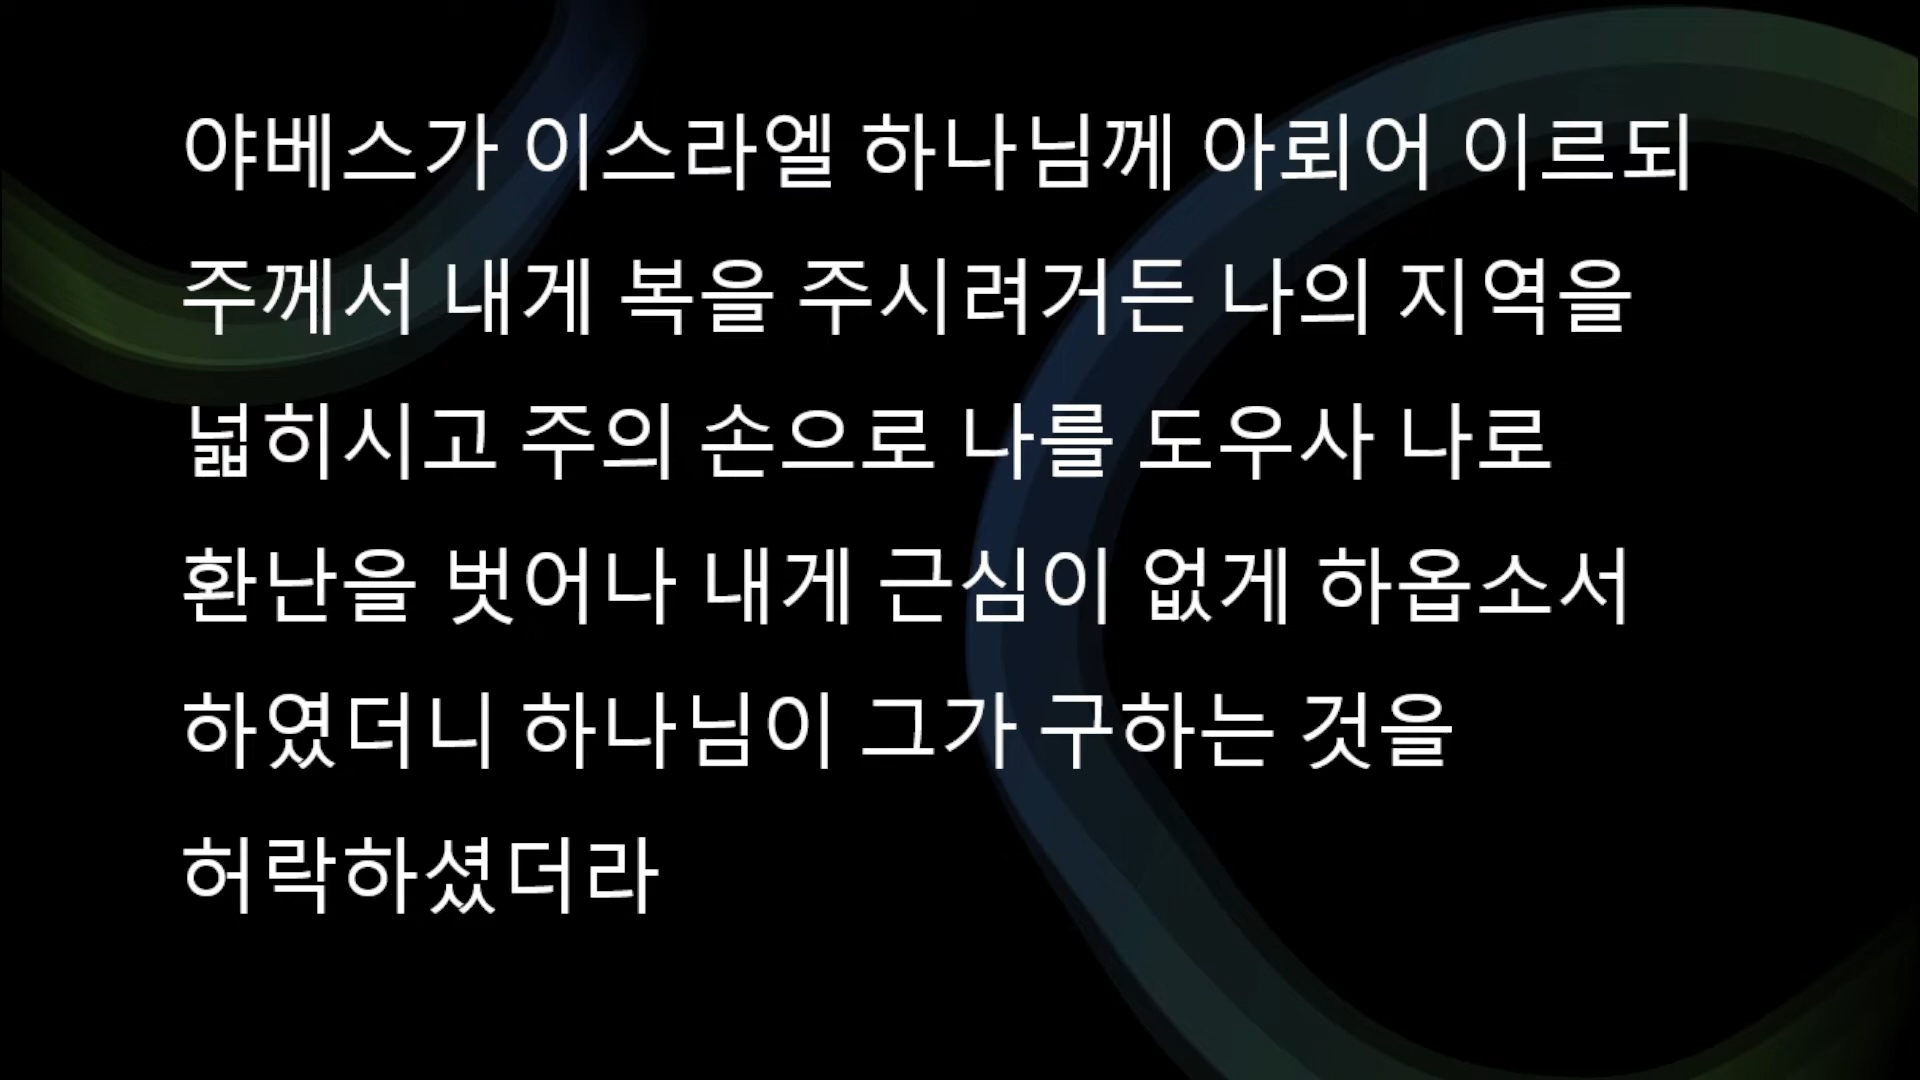 야베스가 이스라엘 하나님께 아뢰어 이르되
주께서 내게 복을 주시려거든 나의 지역을
넓히시고 주의 손으로 나를 도우사 나로
환난을 벗어나 내게 근심이 없게 하옵소서
하였더니 하나님이 그가 구하는 것을
허락하셨더라